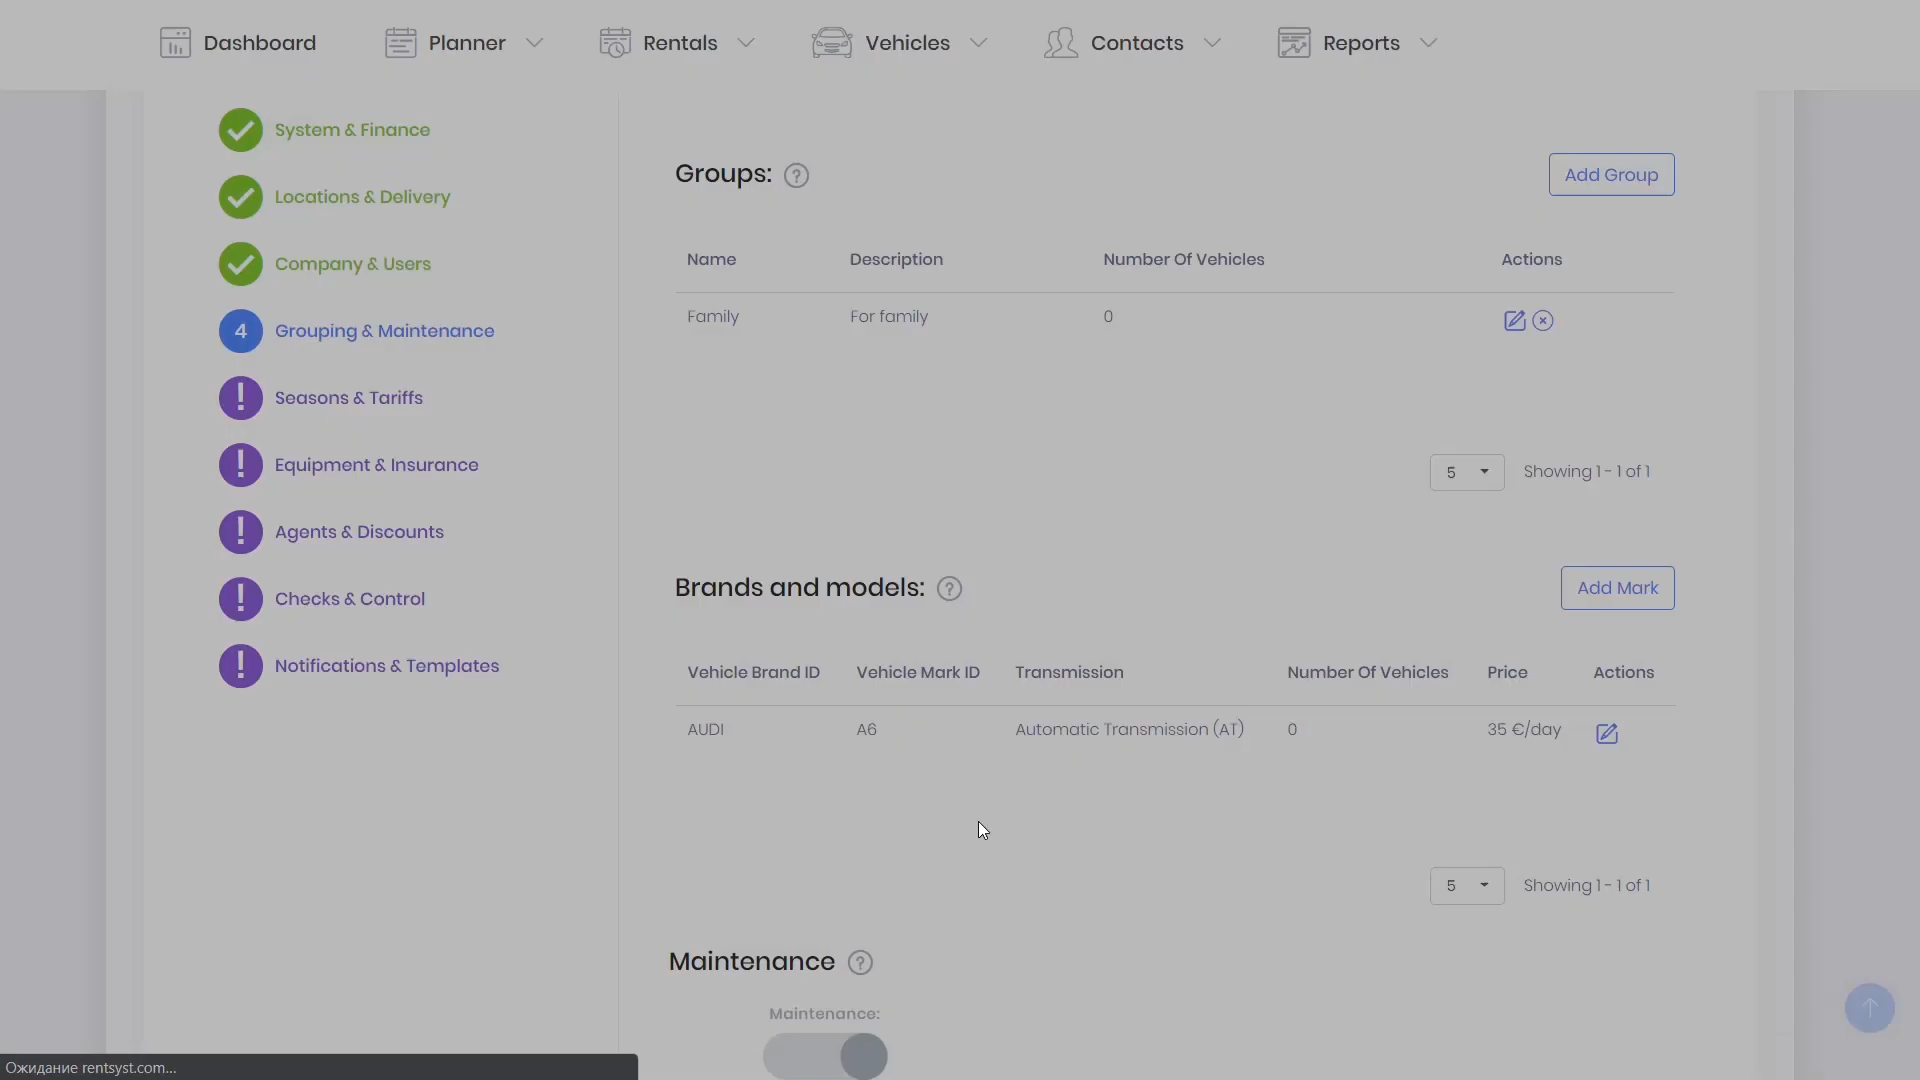 Dashboard
Planner
Rentals
Vehicles
Contacts
Reports
System & Finance
Locations & Delivery
Company & Users
4 Grouping & Maintenance
! Seasons & Tariffs
! Equipment & Insurance
! Agents & Discounts
! Checks & Control
! Notifications & Templates
Groups: ?
Add Group
Name Description Number Of Vehicles Actions
Family For family 0
5 Showing 1 - 1 of 1
Brands and models: ?
Add Mark
Vehicle Brand ID Vehicle Mark ID Transmission Number Of Vehicles Price Actions
AUDI A6 Automatic Transmission (AT) 0 35 €/day
5 Showing 1 - 1 of 1
Maintenance ?
Maintenance:
Ожидание rentsyst.com...